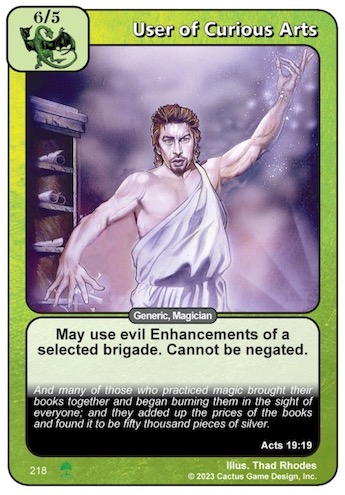 6/5
User of Curious Arts
Generic, Magician
May use evil Enhancements of a
selected brigade. Cannot be negated.
And many of those who practiced magic brought their
books together and began burning them in the sight of
everyone; and they added up the prices of the books
and found it to be fifty thousand pieces of silver.
Acts 19:19
Illus. Thad Rhodes
218
© 2023 Cactus Game Design, Inc.